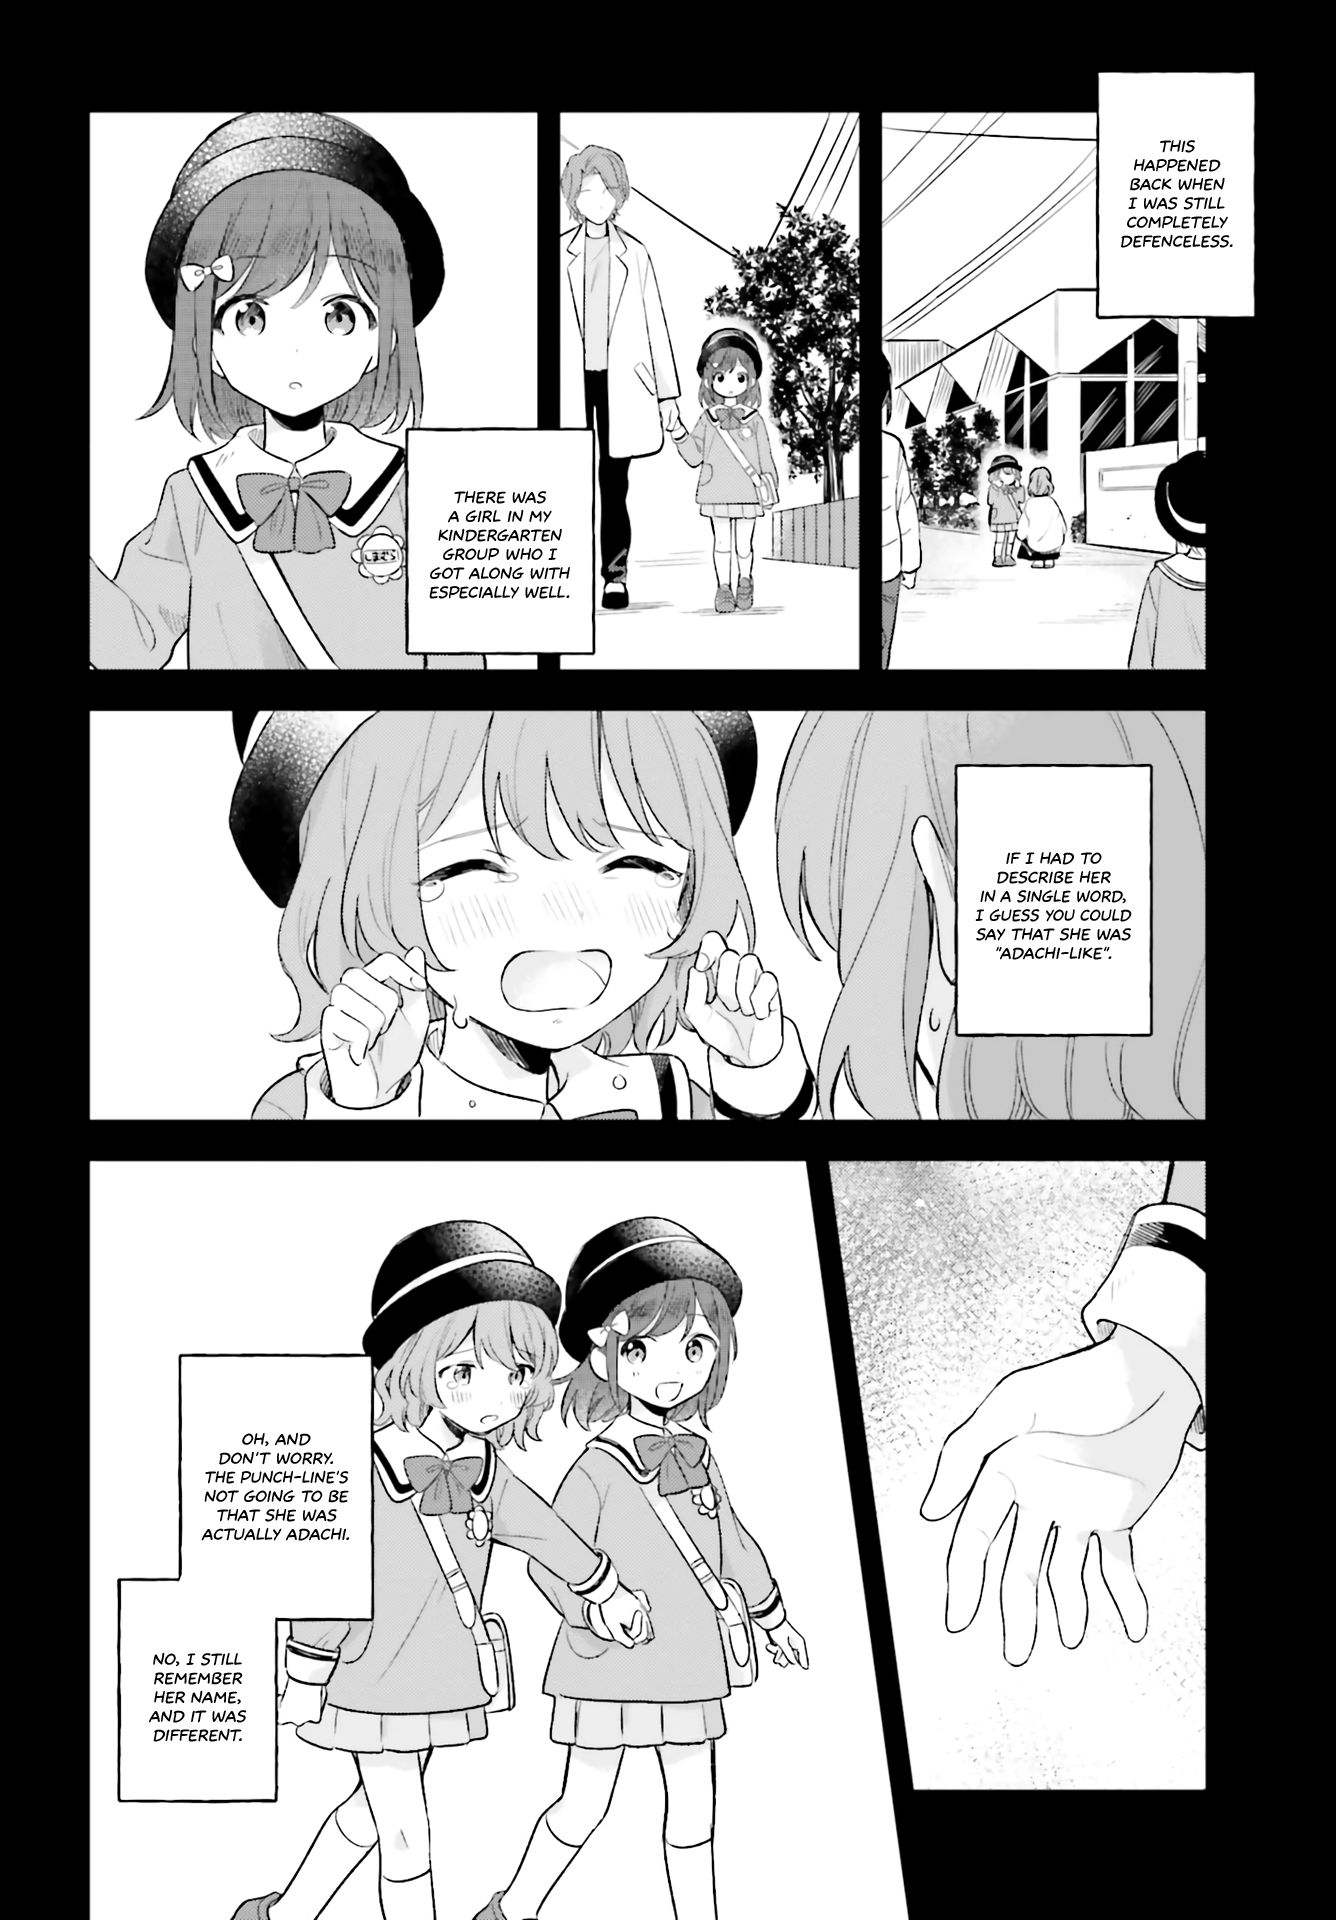 THIS
HAPPENED
BACK WHEN
I WAS STILL
COMPLETELY
DEFENCELESS.
THERE WAS
A GIRL IN MY
KINDERGARTEN
GROUP WHO I
GOT ALONG WITH
ESPECIALLY WELL.
しまむら
IF I HAD TO
DESCRIBE HER
IN A SINGLE WORD,
I GUESS YOU COULD
SAY THAT SHE WAS
"ADACHI-LIKE".
OH, AND
DON'T WORRY.
THE PUNCH-LINE'S
NOT GOING TO BE
THAT SHE WAS
ACTUALLY ADACHI.
NO, I STILL
REMEMBER
HER NAME,
AND IT WAS
DIFFERENT.